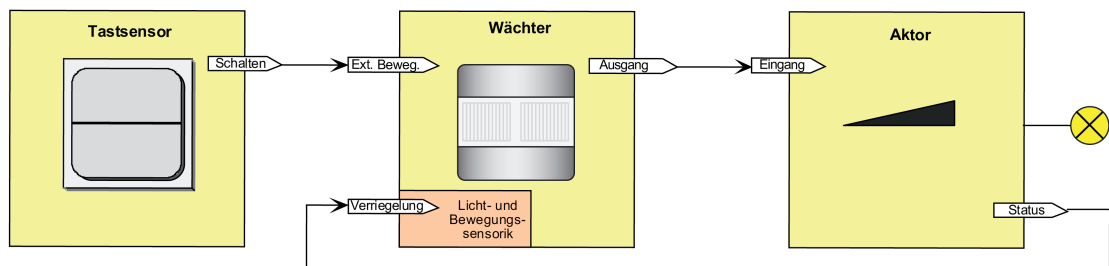 Tastsensor
Schalten
Wächter
Ext. Beweg.
Ausgang
Verriegelung
Licht- und
Bewegungs-
sensorik
Aktor
Eingang
Status